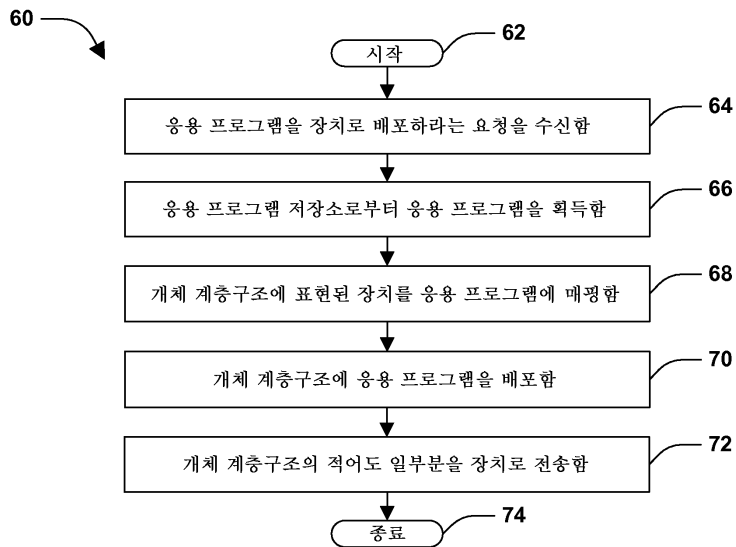 60
시작
62
응용 프로그램을 장치로 배포하라는 요청을 수신함
64
응용 프로그램 저장소로부터 응용 프로그램을 획득함
66
개체 계층구조에 표현된 장치를 응용 프로그램에 매핑함
68
개체 계층구조에 응용 프로그램을 배포함
70
개체 계층구조의 적어도 일부분을 장치로 전송함
72
종료
74